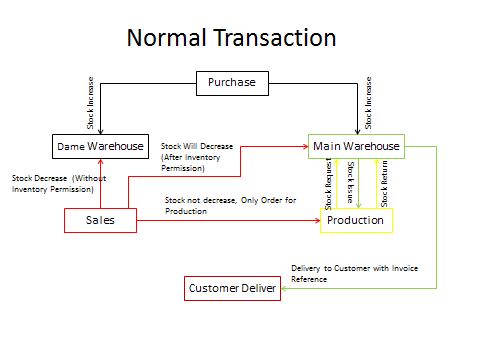 Normal Transaction
Purchase
Stock Increase
Stock Increase
Dame Warehouse
Stock Will Decrease
(After Inventory
Permission)
Main Warehouse
Stock Decrease (Without
Inventory Permission)
Stock Request
Stock Issue
Stock Return
Stock not decrease, Only Order for
Production
Sales
Production
Delivery to Customer with Invoice
Reference
Customer Deliver